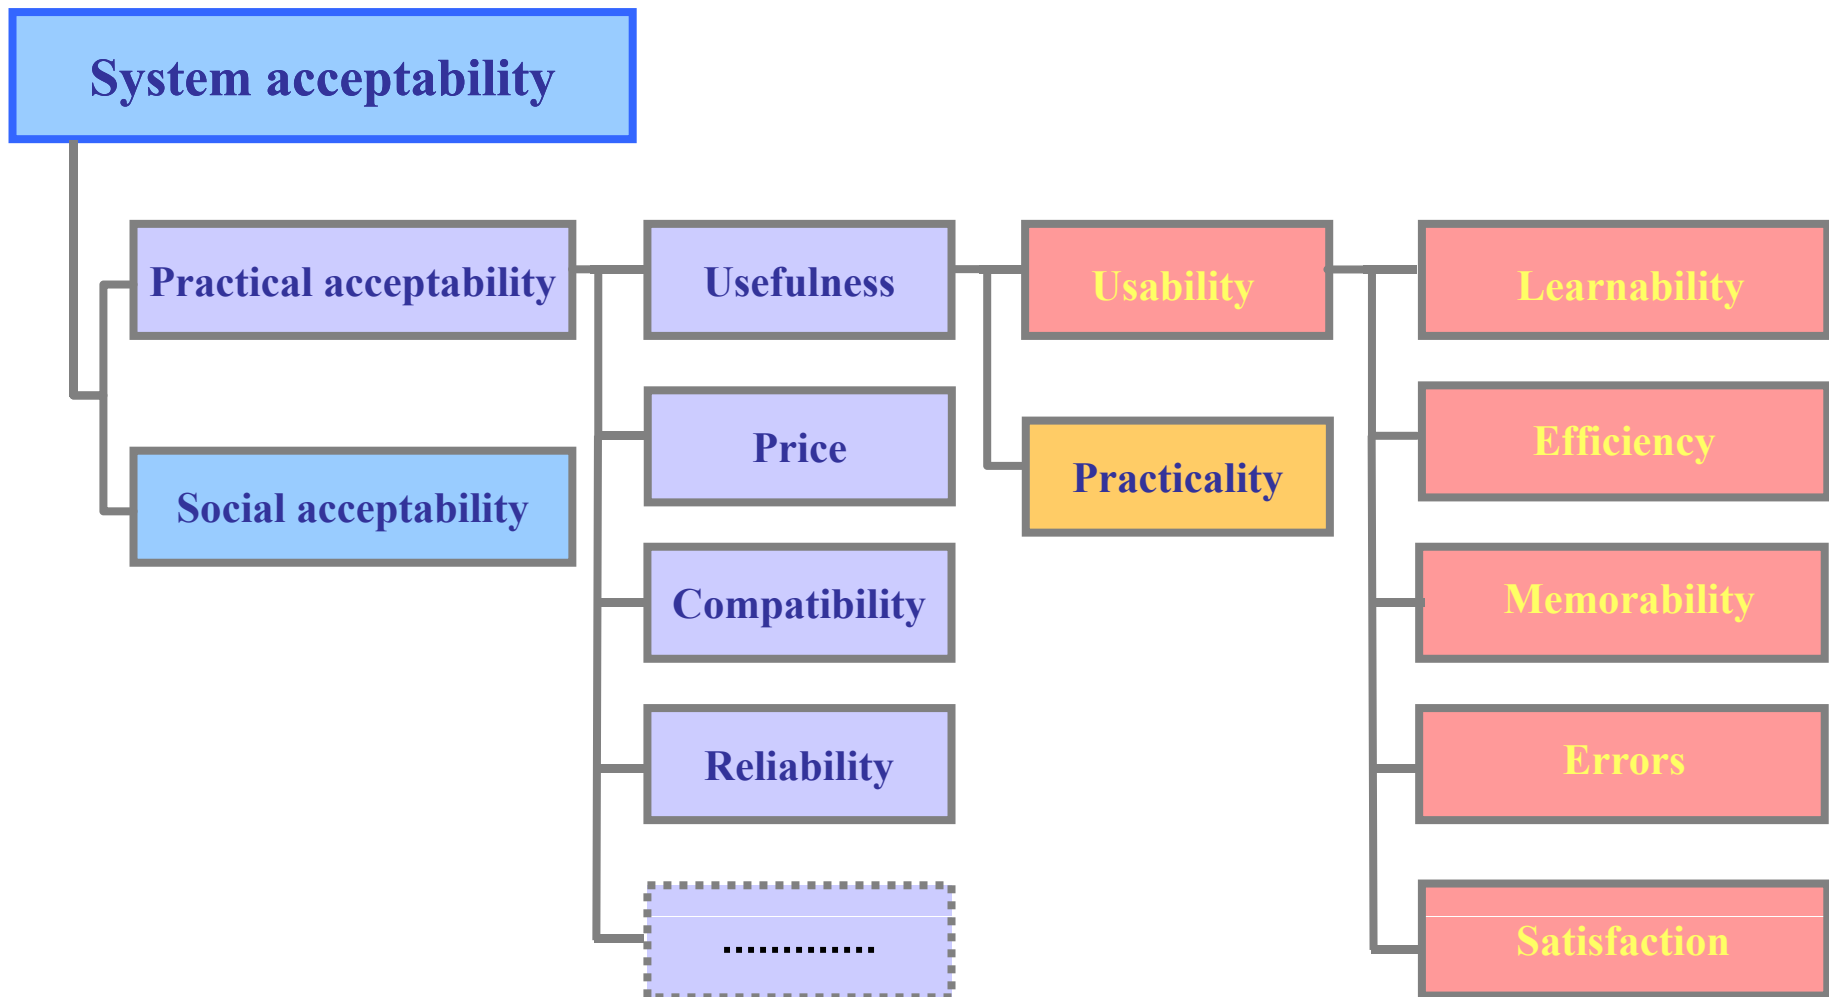 System acceptability
Practical acceptability
Usefulness
Usability
Learnability
Price
Efficiency
Social acceptability
Practicality
Compatibility
Memorability
Reliability
Errors
.............
Satisfaction